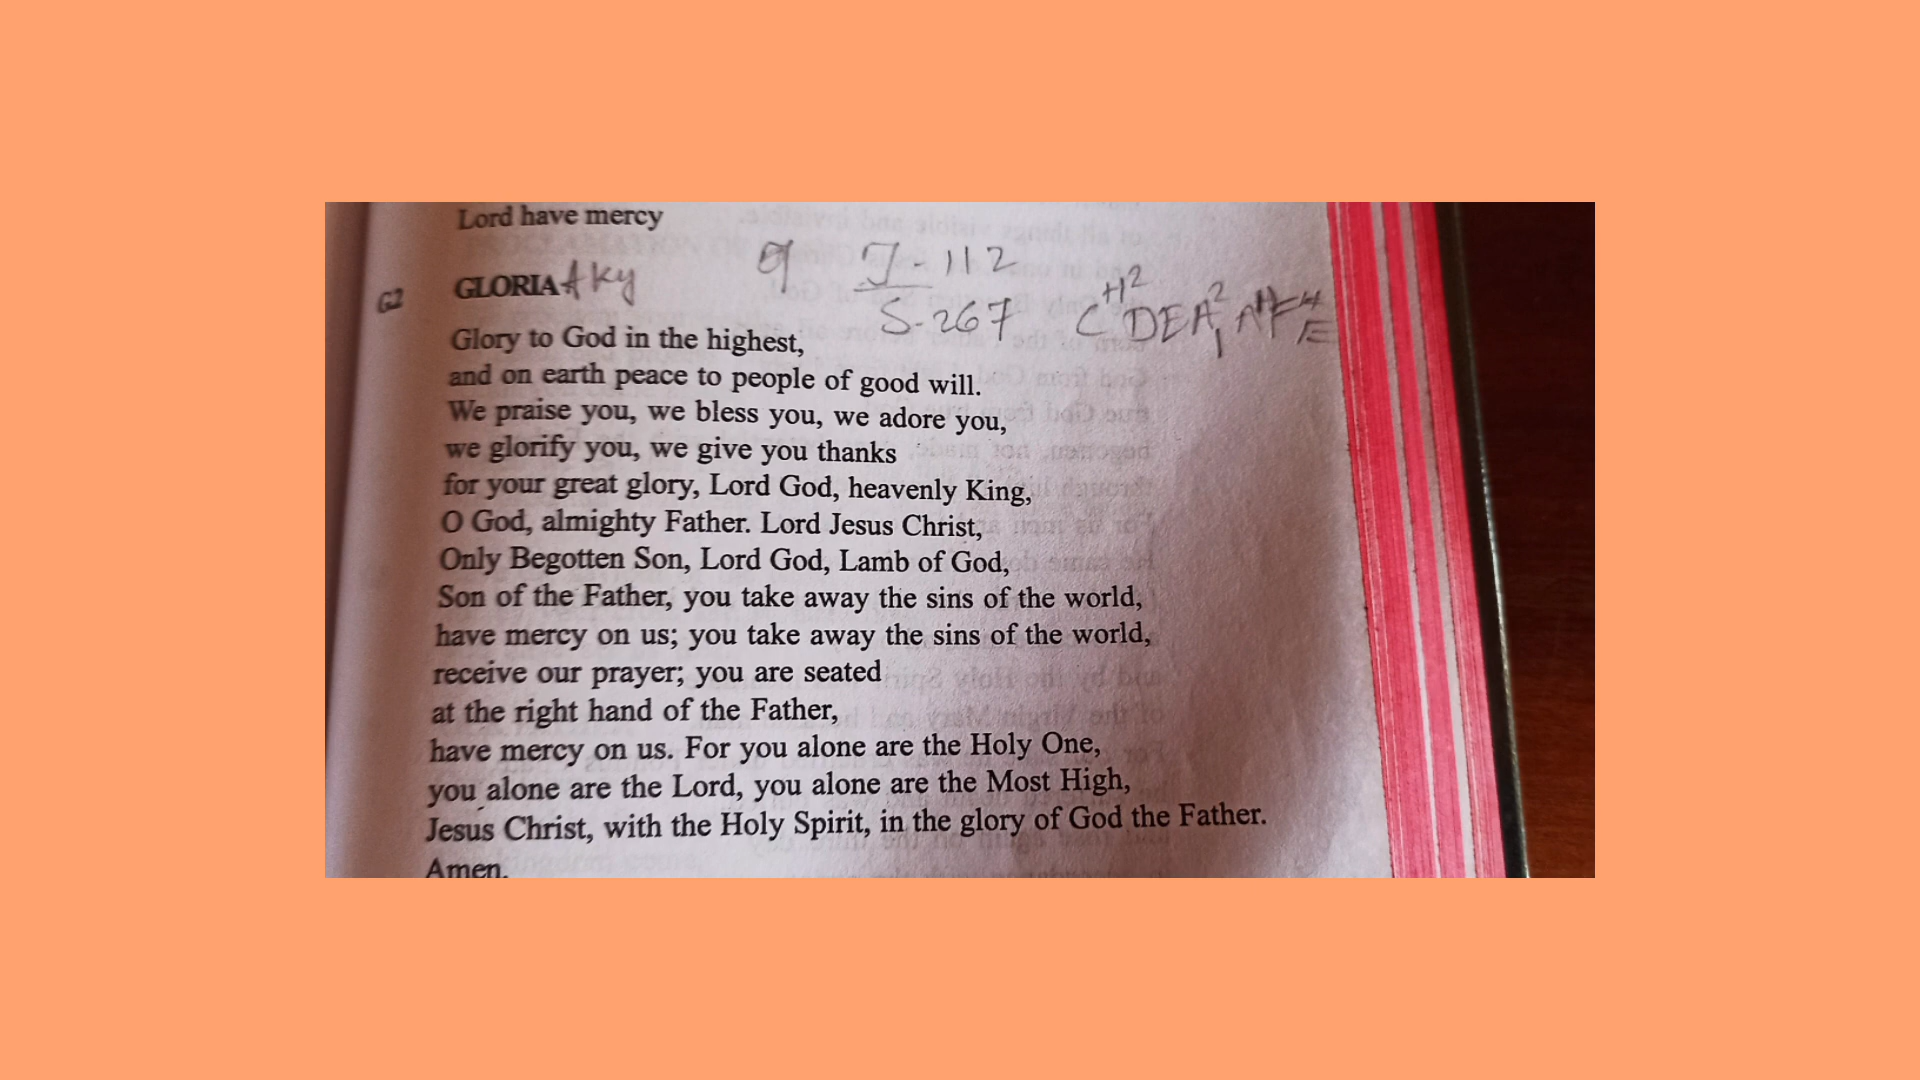 Lord have mercy
9 J-112
G2 GLORIA
S-267
Glory to God in the highest,
and on earth peace to people of good will.
We praise you, we bless you, we adore you,
we glorify you, we give you thanks
for your great glory, Lord God, heavenly King,
O God, almighty Father. Lord Jesus Christ,
Only Begotten Son, Lord God, Lamb of God,
Son of the Father, you take away the sins of the world,
have mercy on us; you take away the sins of the world,
receive our prayer; you are seated
at the right hand of the Father,
have mercy on us. For you alone are the Holy One,
you alone are the Lord, you alone are the Most High,
Jesus Christ, with the Holy Spirit, in the glory of God the Father.
Amen.